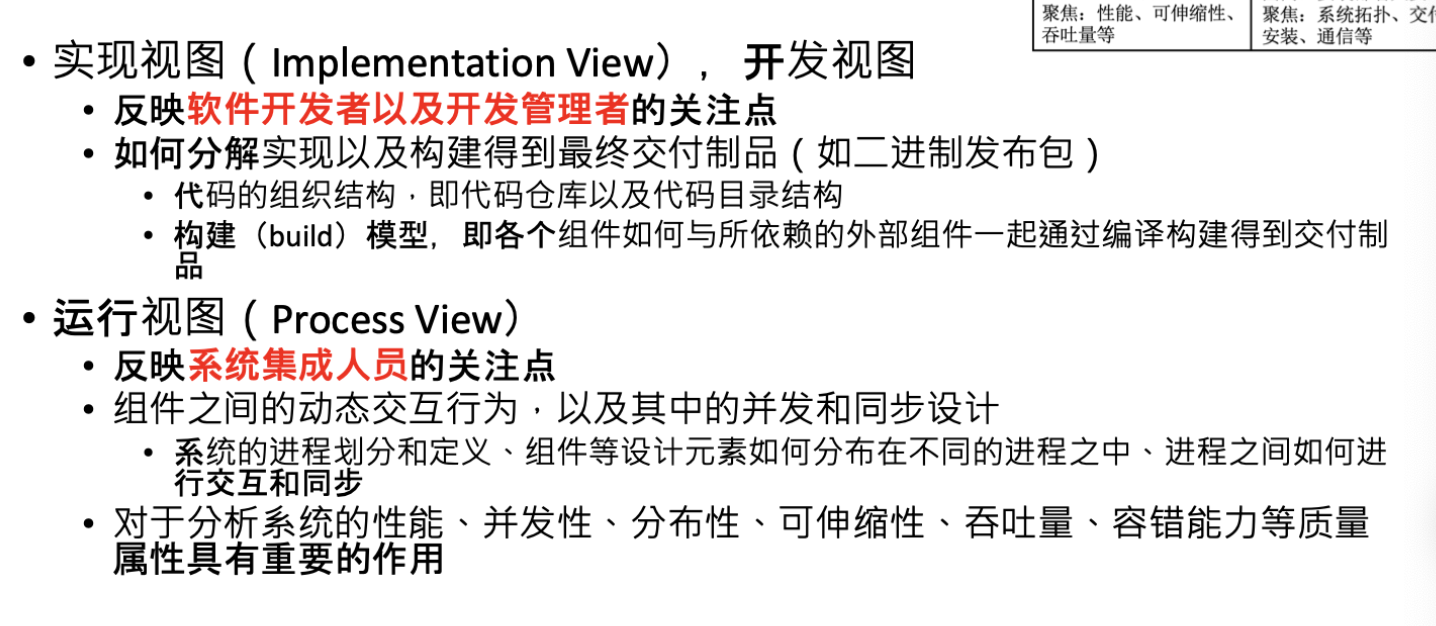 聚焦：性能、可伸缩性、
吞吐量等
聚焦：系统拓扑、交付
安装、通信等
• 实现视图（Implementation View），开发视图
• 反映软件开发者以及开发管理者的关注点
• 如何分解实现以及构建得到最终交付制品（如二进制发布包）
• 代码的组织结构，即代码仓库以及代码目录结构
• 构建（build）模型，即各个组件如何与所依赖的外部组件一起通过编译构建得到交付制
品
• 运行视图（Process View）
• 反映系统集成人员的关注点
• 组件之间的动态交互行为，以及其中的并发和同步设计
• 系统的进程划分和定义、组件等设计元素如何分布在不同的进程之中、进程之间如何进
行交互和同步
• 对于分析系统的性能、并发性、分布性、可伸缩性、吞吐量、容错能力等质量
属性具有重要的作用